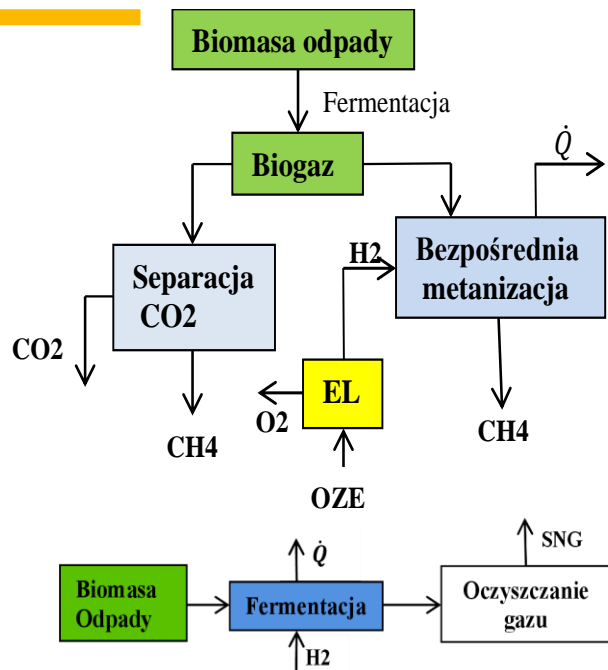 Biomasa odpady
Fermentacja
Biogaz
Q̇
H2
Bezpośrednia
metanizacja
Separacja
CO2
CO2
EL
O2
CH4
CH4
OZE
SNG
Q̇
Biomasa
Odpady
Fermentacja
Oczyszczanie
gazu
H2